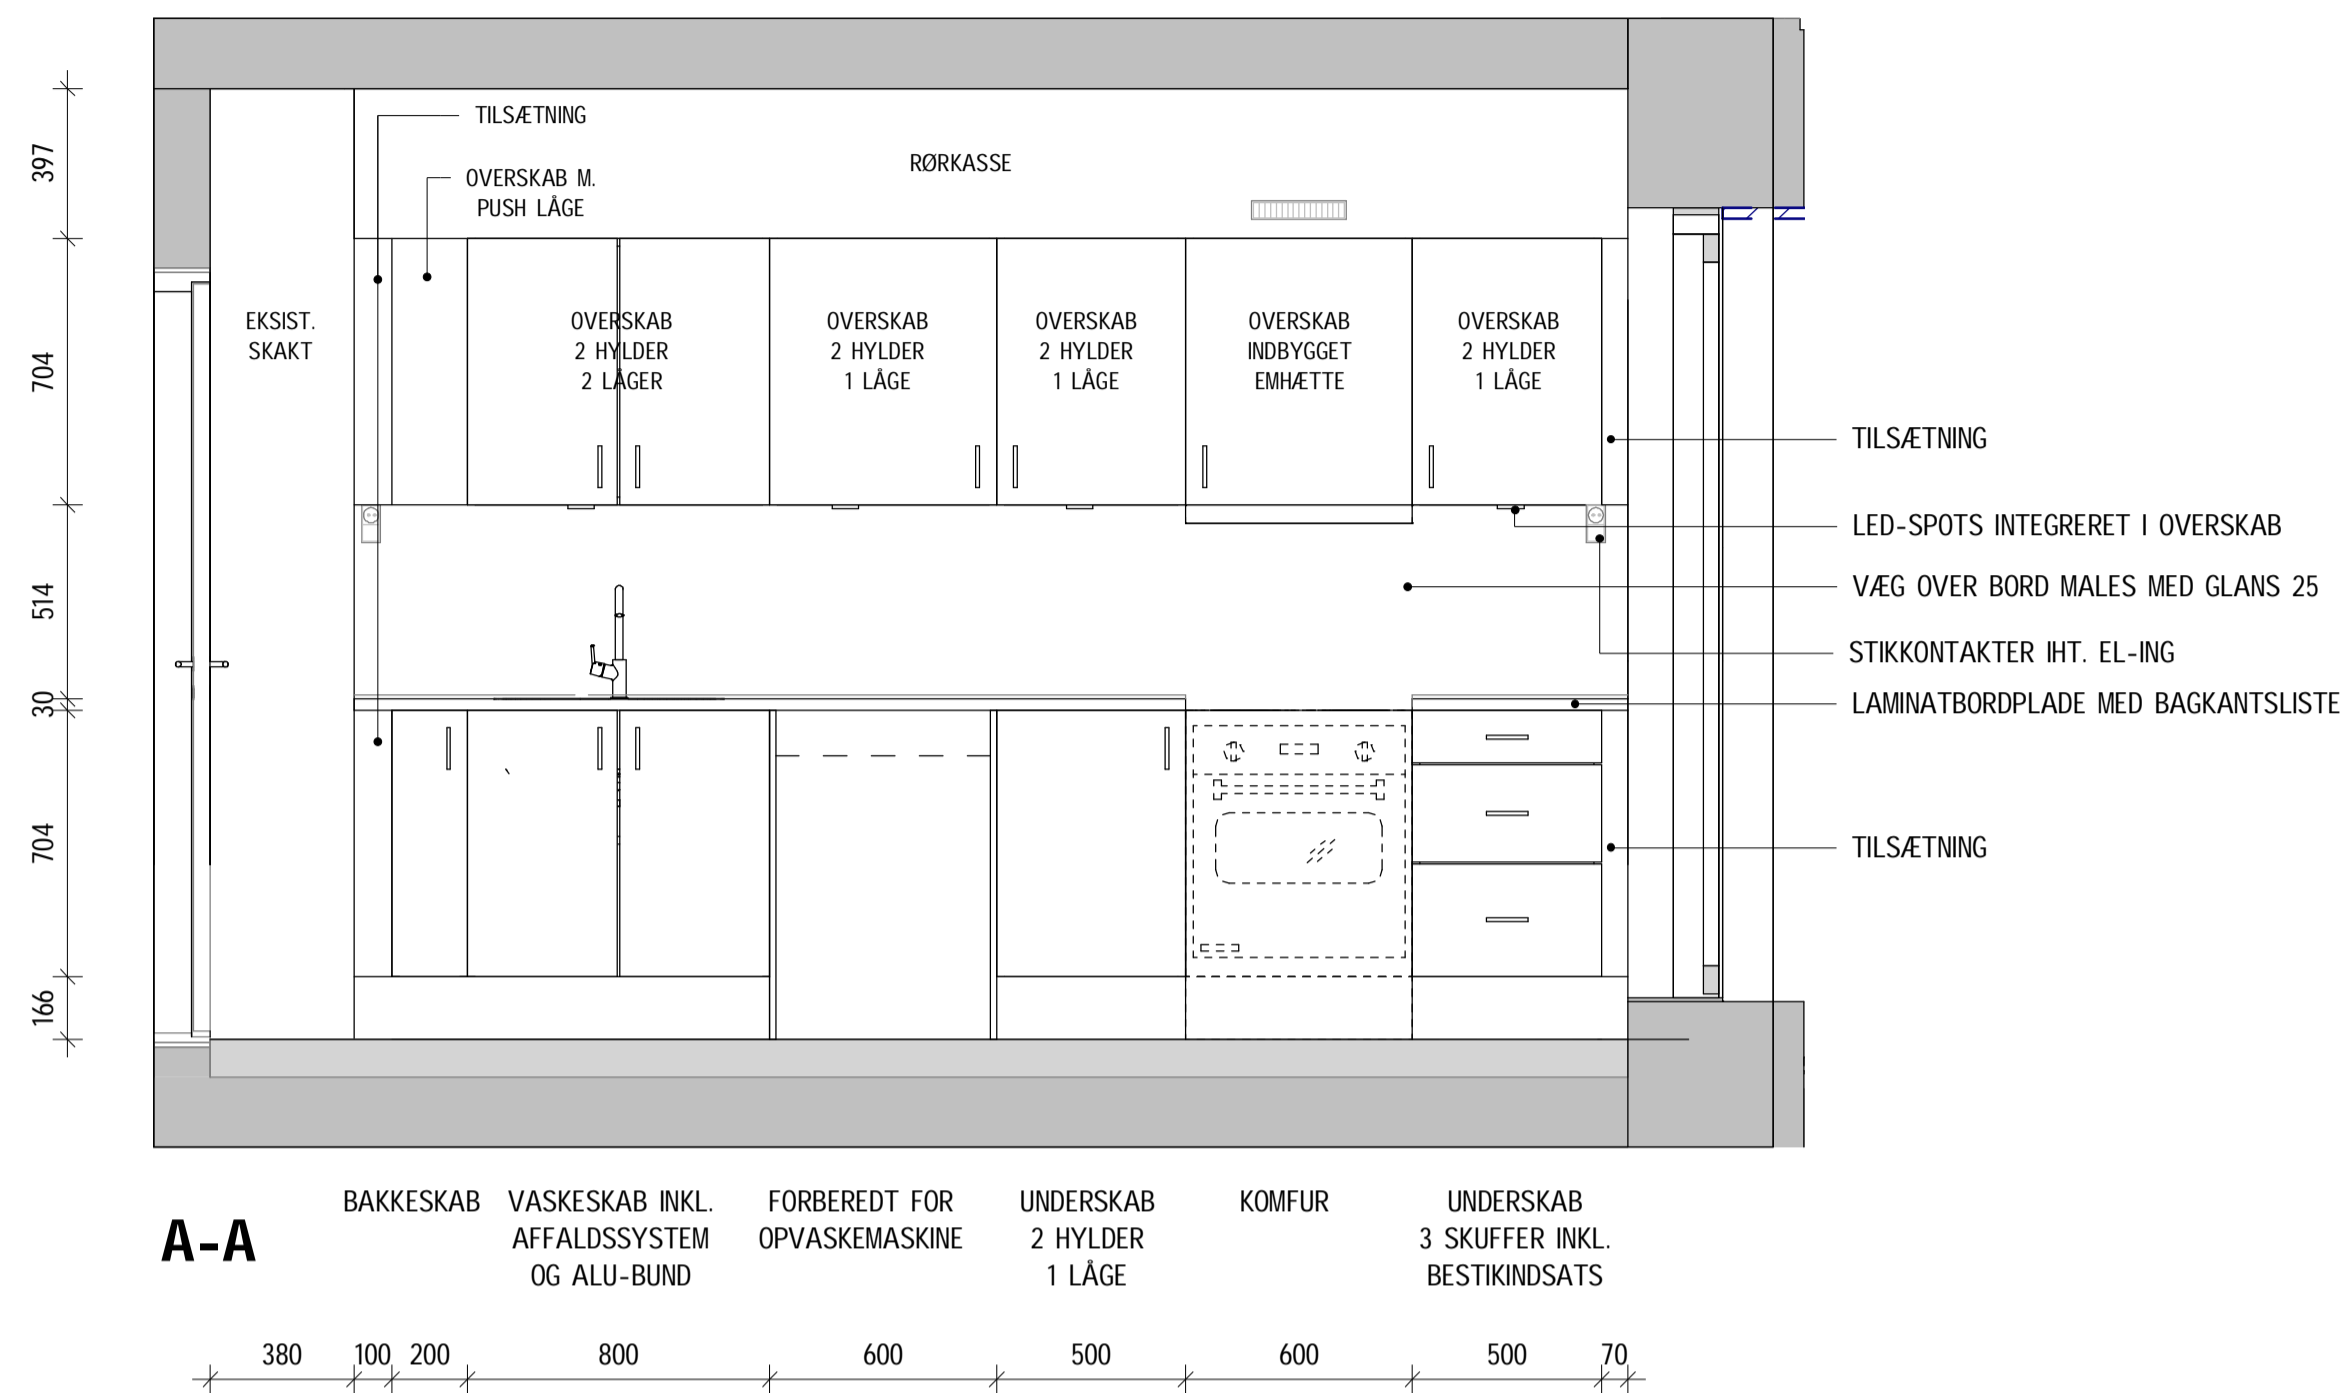 TILSÆTNING
RØRKASSE
OVERSKAB M.
PUSH LÅGE
EKSIST.
SKAKT
OVERSKAB
2 HYLDER
2 LÅGER
OVERSKAB
2 HYLDER
1 LÅGE
OVERSKAB
2 HYLDER
1 LÅGE
OVERSKAB
INDBYGGET
EMHÆTTE
OVERSKAB
2 HYLDER
1 LÅGE
TILSÆTNING
LED-SPOTS INTEGRERET I OVERSKAB
VÆG OVER BORD MALES MED GLANS 25
STIKKONTAKTER IHT. EL-ING
LAMINATBORDPLADE MED BAGKANTSLISTE
TILSÆTNING
397
704
514
30
704
166
A-A
BAKKESKAB
VASKESKAB INKL.
AFFALDSSYSTEM
OG ALU-BUND
FORBEREDT FOR
OPVASKEMASKINE
UNDERSKAB
2 HYLDER
1 LÅGE
KOMFUR
UNDERSKAB
3 SKUFFER INKL.
BESTIKINDSATS
380 100 200 800 600 500 600 500 70